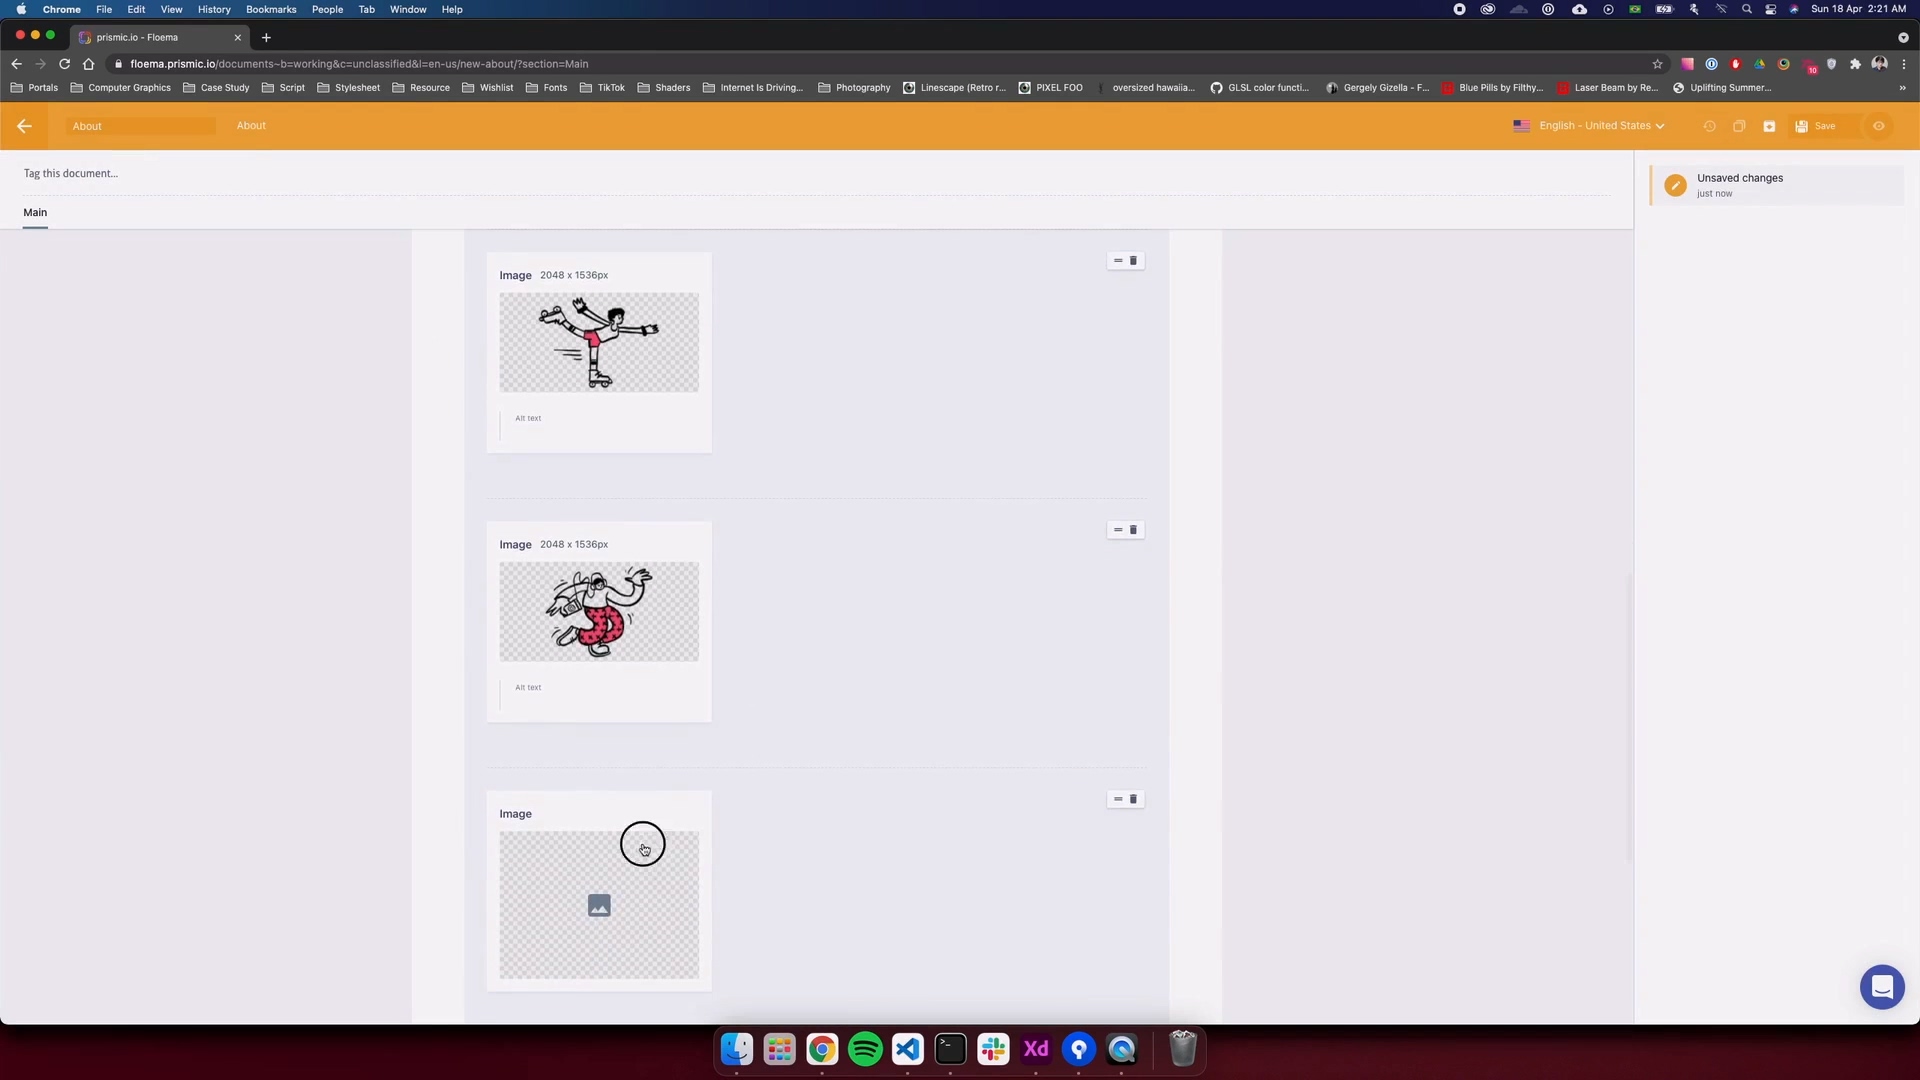 Chrome File Edit View History Bookmarks People Tab Window Help
Sun 18 Apr 2:21 AM
prismic.io - Floema
floema.prismic.io/documents~b=working&c=unclassified&l=en-us/new-about/?section=Main
10
Portals Computer Graphics Case Study Script Stylesheet Resource Wishlist Fonts TikTok Shaders Internet Is Driving... Photography Linescape (Retro r... PIXEL FOO oversized hawaiia... GLSL color functi... Gergely Gizella - F... Blue Pills by Filthy... Laser Beam by Re... Uplifting Summer... »
About About English - United States Save
Tag this document...
Unsaved changes
just now
Main
Image 2048 x 1536px
Alt text
Image 2048 x 1536px
Alt text
Image
Xd